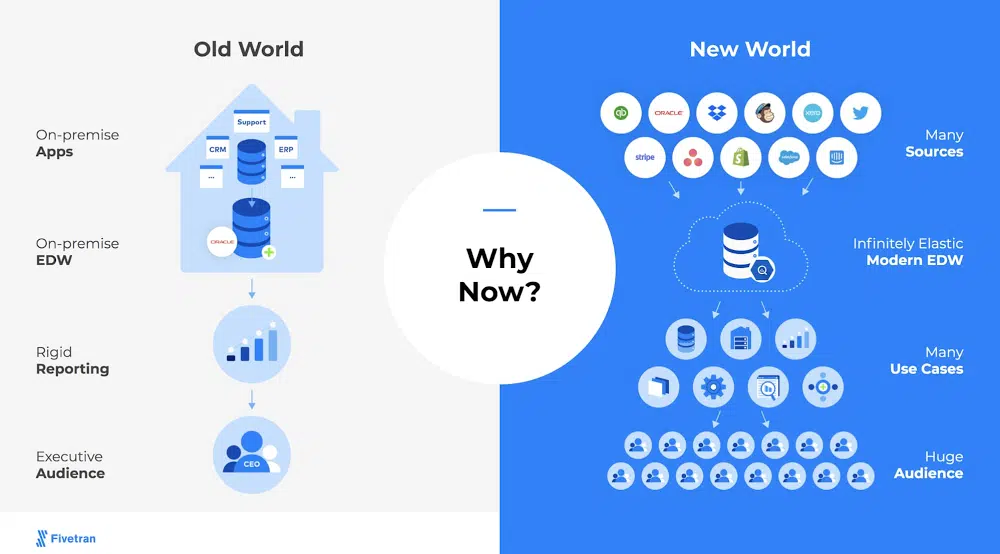 Old World
On-premise
Apps
Support
CRM
ERP
...
...
On-premise
EDW
ORACLE
Rigid
Reporting
Executive
Audience
CEO
Fivetran
Why
Now?
New World
qb
ORACLE
xero
stripe
salesforce
Many
Sources
Infinitely Elastic
Modern EDW
Many
Use Cases
Huge
Audience